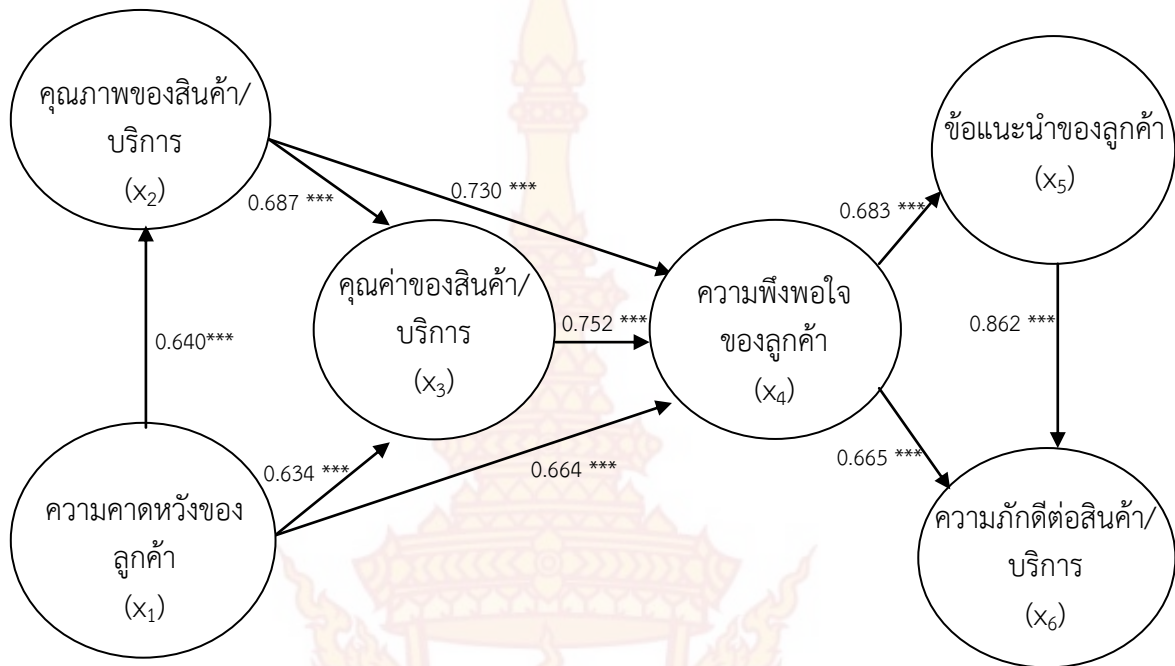 คุณภาพของสินค้า/
บริการ
(x₂)
ข้อแนะนำของลูกค้า
(x₅)
0.687 ***
0.730 ***
0.683 ***
คุณค่าของสินค้า/
บริการ
(x₃)
ความพึงพอใจ
ของลูกค้า
(x₄)
0.640***
0.752 ***
0.862 ***
0.634 ***
0.664 ***
0.665 ***
ความคาดหวังของ
ลูกค้า
(x₁)
ความภักดีต่อสินค้า/
บริการ
(x₆)